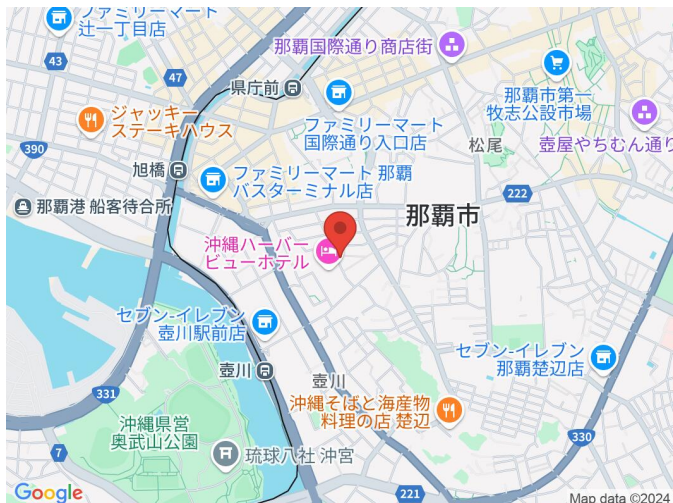 ファミリーマート
辻一丁目店
43
47
那覇国際通り商店街
県庁前
ジャッキー
ステーキハウス
ファミリーマート
国際通り入口店
那覇市第一
牧志公設市場
壺屋やちむん通り
松尾
390
旭橋
ファミリーマート 那覇
バスターミナル店
222
那覇港 船客待合所
那覇市
沖縄ハーバー
ビューホテル
セブン-イレブン
壺川駅前店
セブン-イレブン
那覇楚辺店
壺川
壺川
331
沖縄そばと海産物
料理の店 楚辺
沖縄県営
奥武山公園
330
7
琉球八社 沖宮
221
Google
Map data ©2024